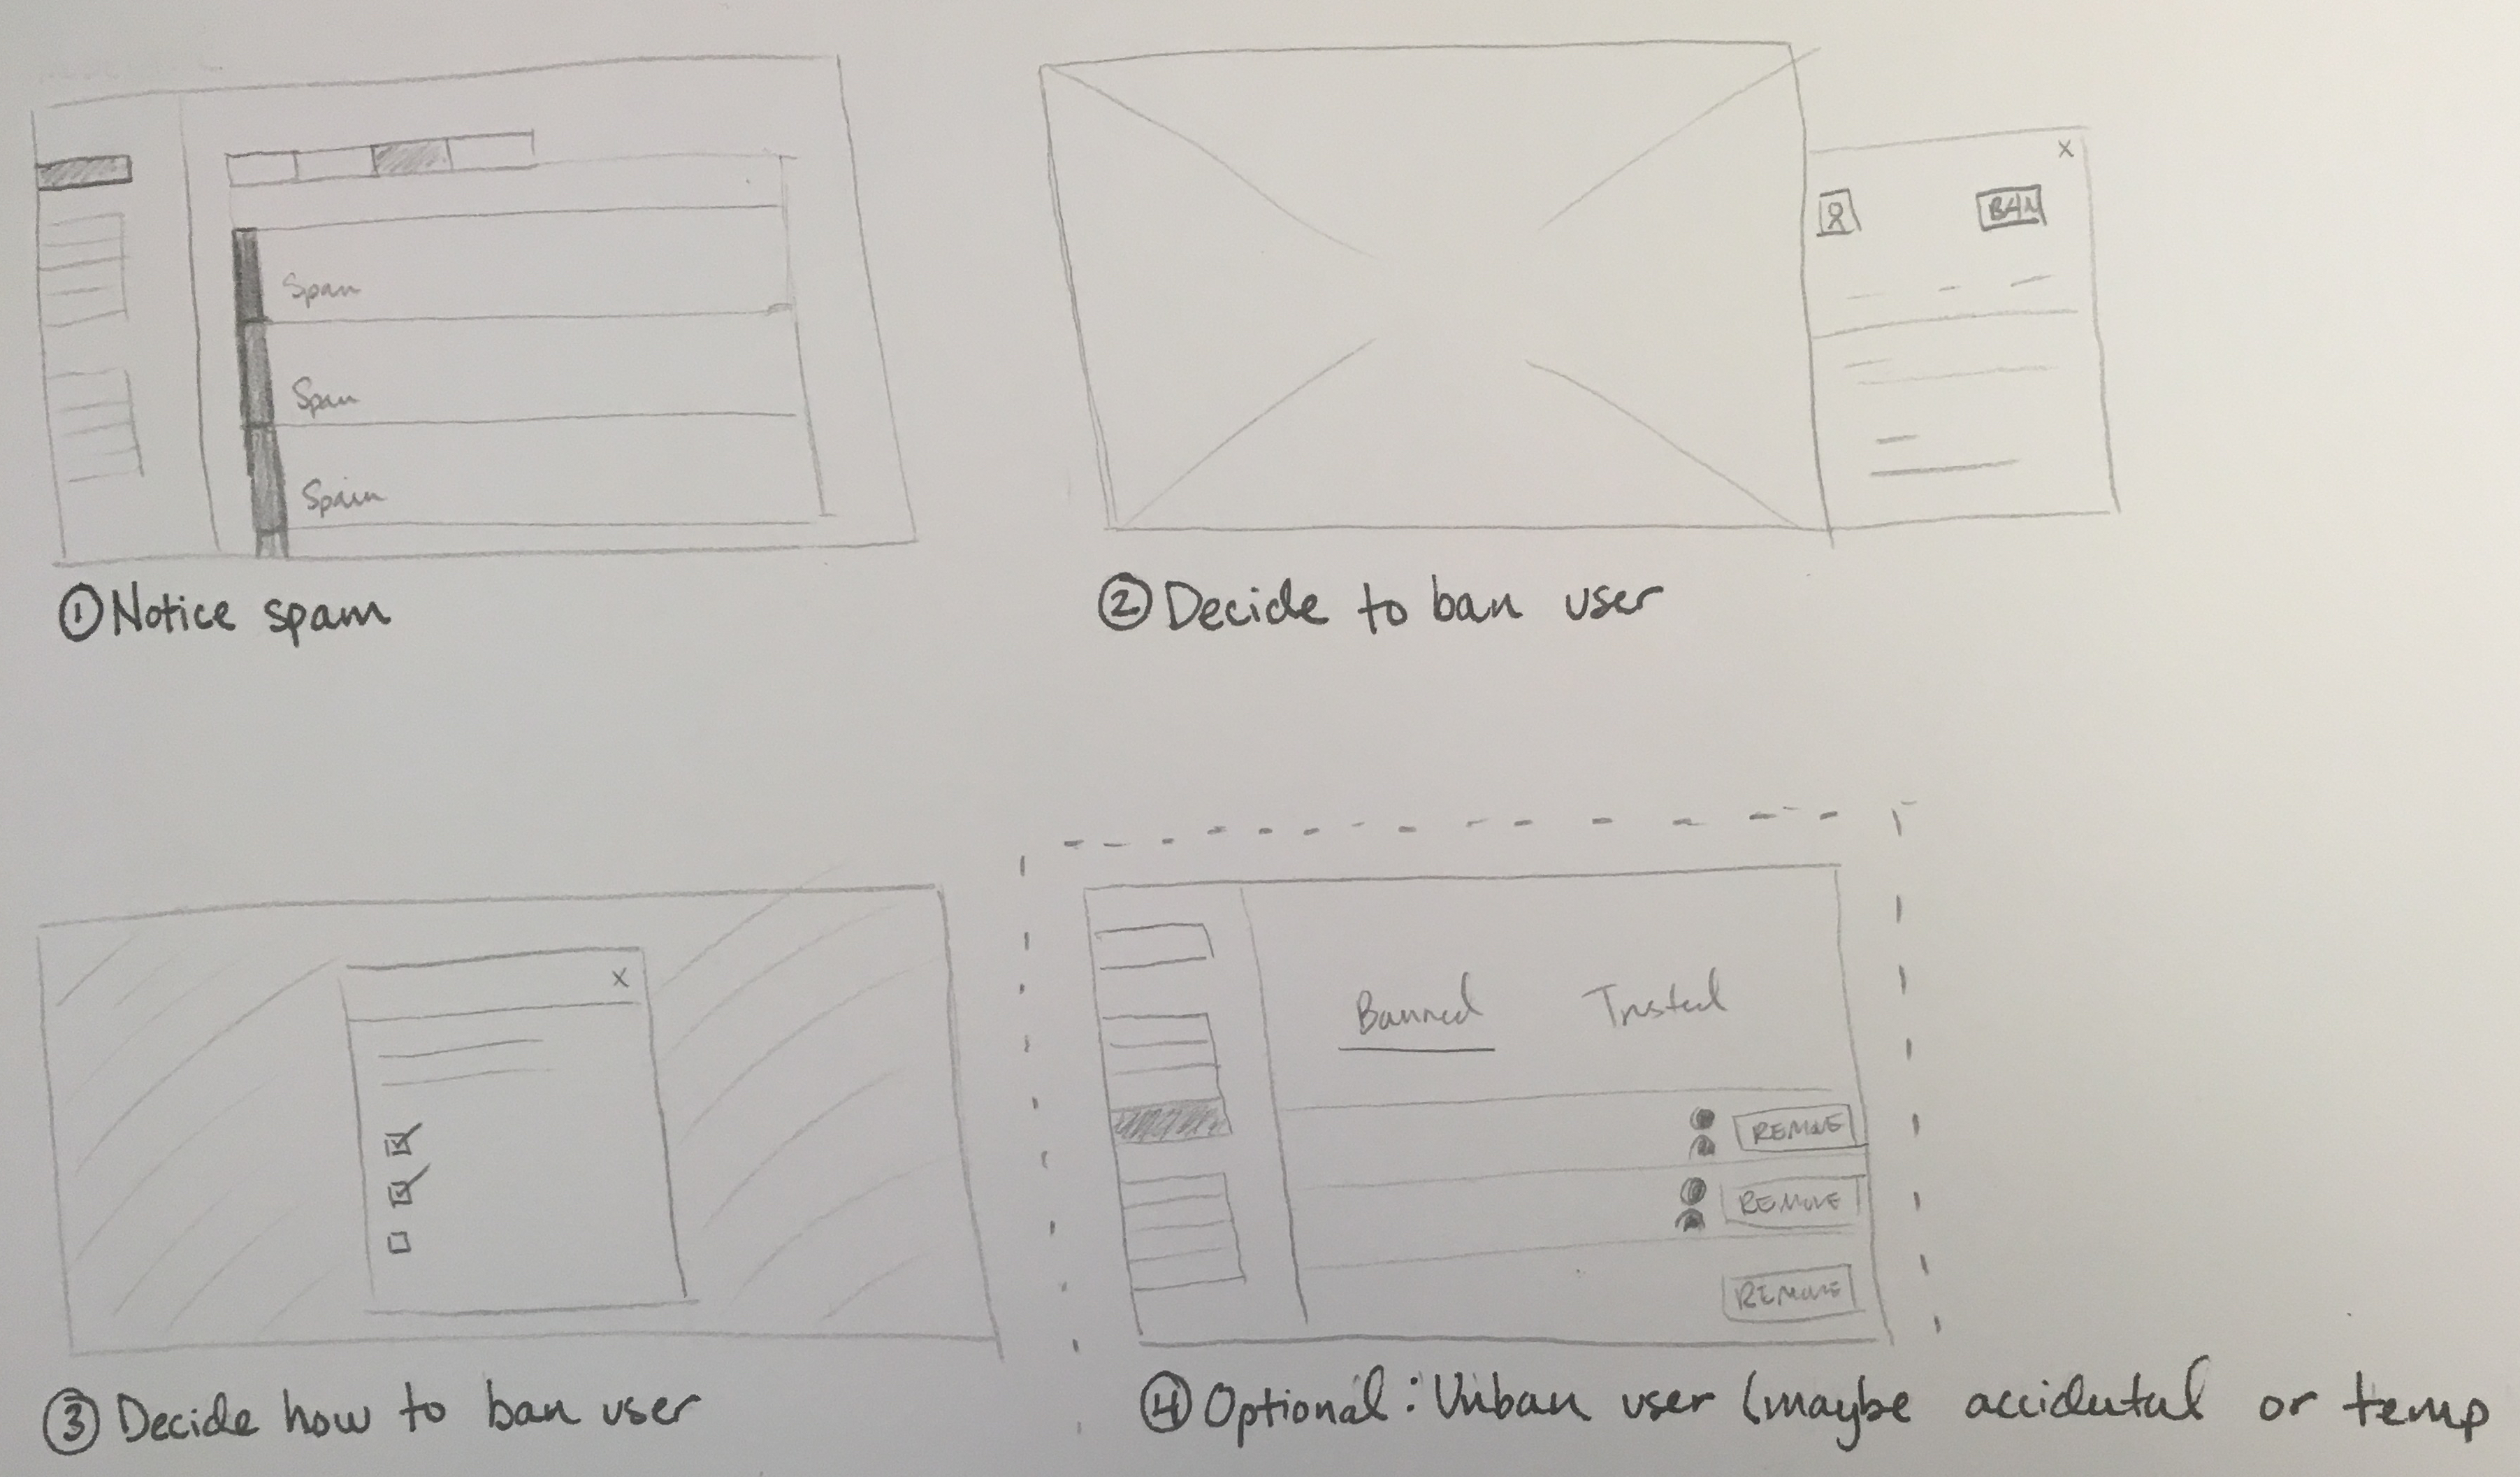 Spam
Spam
Spam
① Notice spam
X
BAN
② Decide to ban user
X
③ Decide how to ban user
Banned Trusted
REMOVE
REMOVE
REMOVE
④ Optional: Unban user (maybe accidental or temp